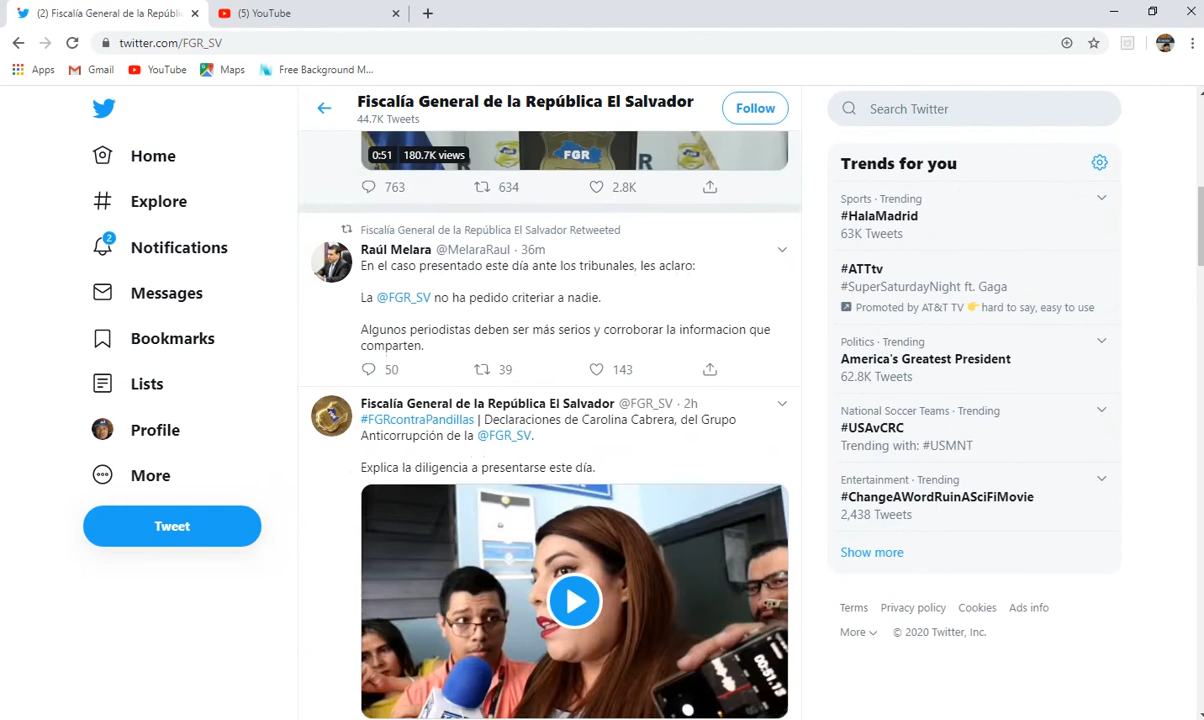 (2) Fiscalía General de la Repúbli
(5) YouTube
twitter.com/FGR_SV
Apps
Gmail
YouTube
Maps
Free Background M...
Home
Explore
2
Notifications
Messages
Bookmarks
Lists
Profile
More
Tweet
Fiscalía General de la República El Salvador
44.7K Tweets
Follow
FGR
R
0:51 180.7K views
763 634 2.8K
Fiscalía General de la República El Salvador Retweeted
Raúl Melara @MelaraRaul · 36m
En el caso presentado este día ante los tribunales, les aclaro:
La @FGR_SV no ha pedido criteriar a nadie.
Algunos periodistas deben ser más serios y corroborar la informacion que
comparten.
50 39 143
Fiscalía General de la República El Salvador @FGR_SV · 2h
#FGRcontraPandillas | Declaraciones de Carolina Cabrera, del Grupo
Anticorrupción de la @FGR_SV.
Explica la diligencia a presentarse este día.
Search Twitter
Trends for you
Sports · Trending
#HalaMadrid
63K Tweets
#ATTtv
#SuperSaturdayNight ft. Gaga
Promoted by AT&T TV 👉 hard to say, easy to use
Politics · Trending
America's Greatest President
62.8K Tweets
National Soccer Teams · Trending
#USAvCRC
Trending with: #USMNT
Entertainment · Trending
#ChangeAWordRuinASciFiMovie
2,438 Tweets
Show more
Terms Privacy policy Cookies Ads info
More © 2020 Twitter, Inc.